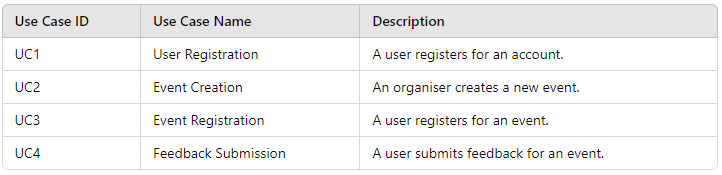 Use Case ID Use Case Name Description
UC1 User Registration A user registers for an account.
UC2 Event Creation An organiser creates a new event.
UC3 Event Registration A user registers for an event.
UC4 Feedback Submission A user submits feedback for an event.